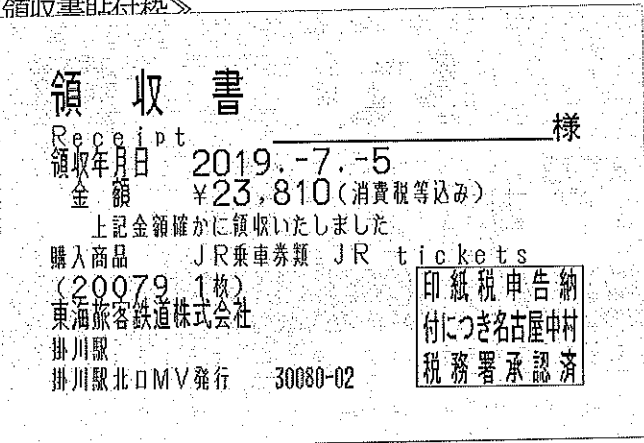 領収書貼付枠≫
領 収 書
Receipt 様
領収年月日 2019.-7.-5
金 額 ¥23,810(消費税等込み)
上記金額確かに領収いたしました
購入商品 JR乗車券類 JR tickets
(20079 1枚)
東海旅客鉄道株式会社
掛川駅
掛川駅北口MV発行 30080-02
印紙税申告納
付につき名古屋中村
税務署承認済